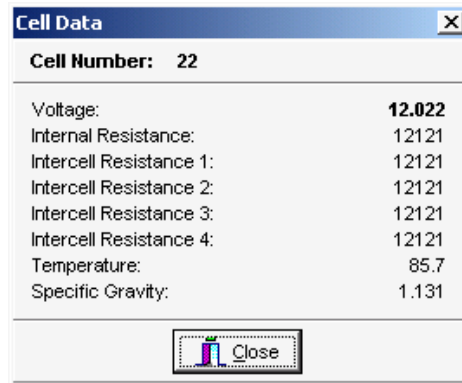 Cell Data
Cell Number: 22
Voltage: 12.022
Internal Resistance: 12121
Intercell Resistance 1: 12121
Intercell Resistance 2: 12121
Intercell Resistance 3: 12121
Intercell Resistance 4: 12121
Temperature: 85.7
Specific Gravity: 1.131
Close